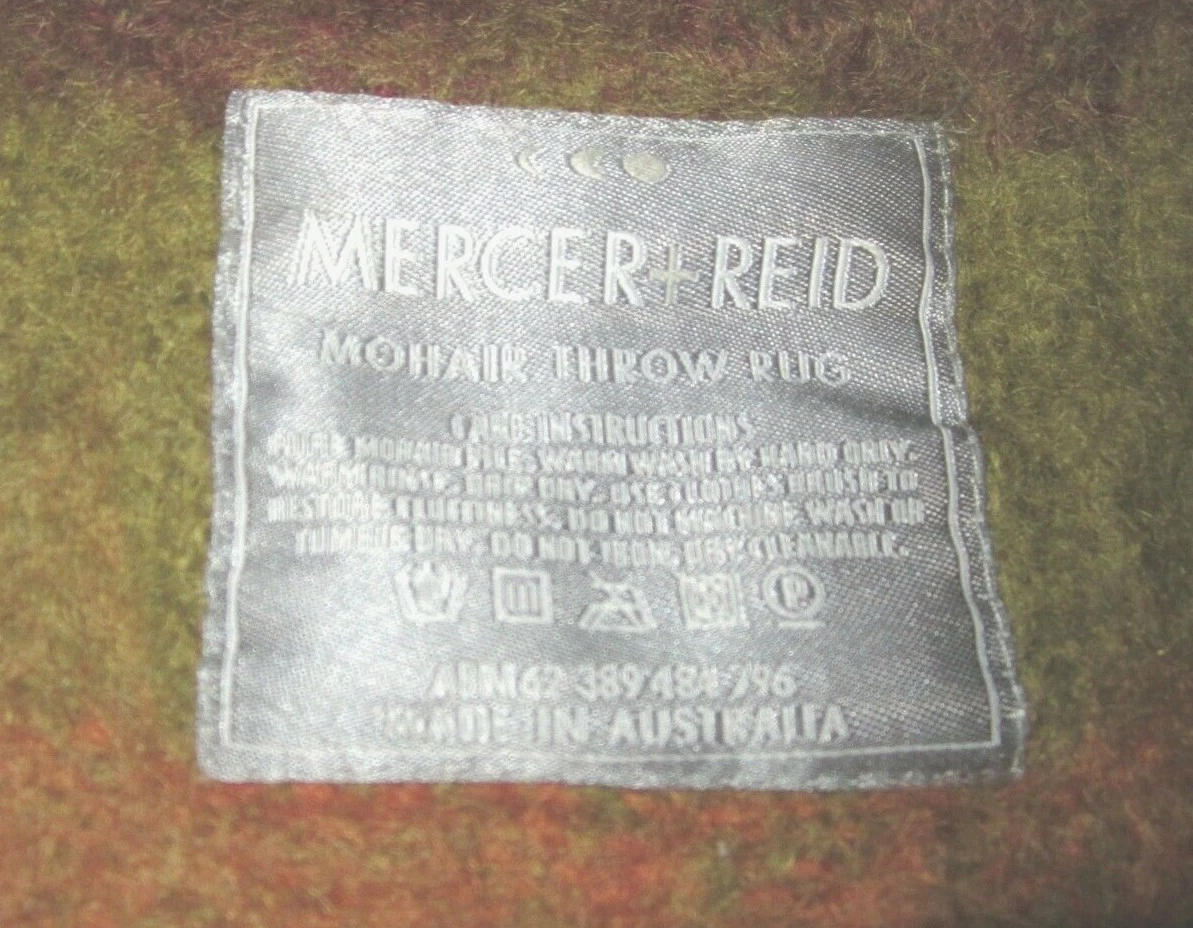 MERCER+REID
MOHAIR THROW RUG
CARE INSTRUCTIONS
PURE MOHAIR PILE. WARM WASH BY HAND ONLY.
WARM RINSE. DRIP DRY. USE CLOTHES BRUSH TO
RESTORE FLUFFINESS. DO NOT MACHINE WASH OR
TUMBLE DRY. DO NOT IRON. DRY CLEANABLE.
P
ABN 62 389 484 796
MADE IN AUSTRALIA